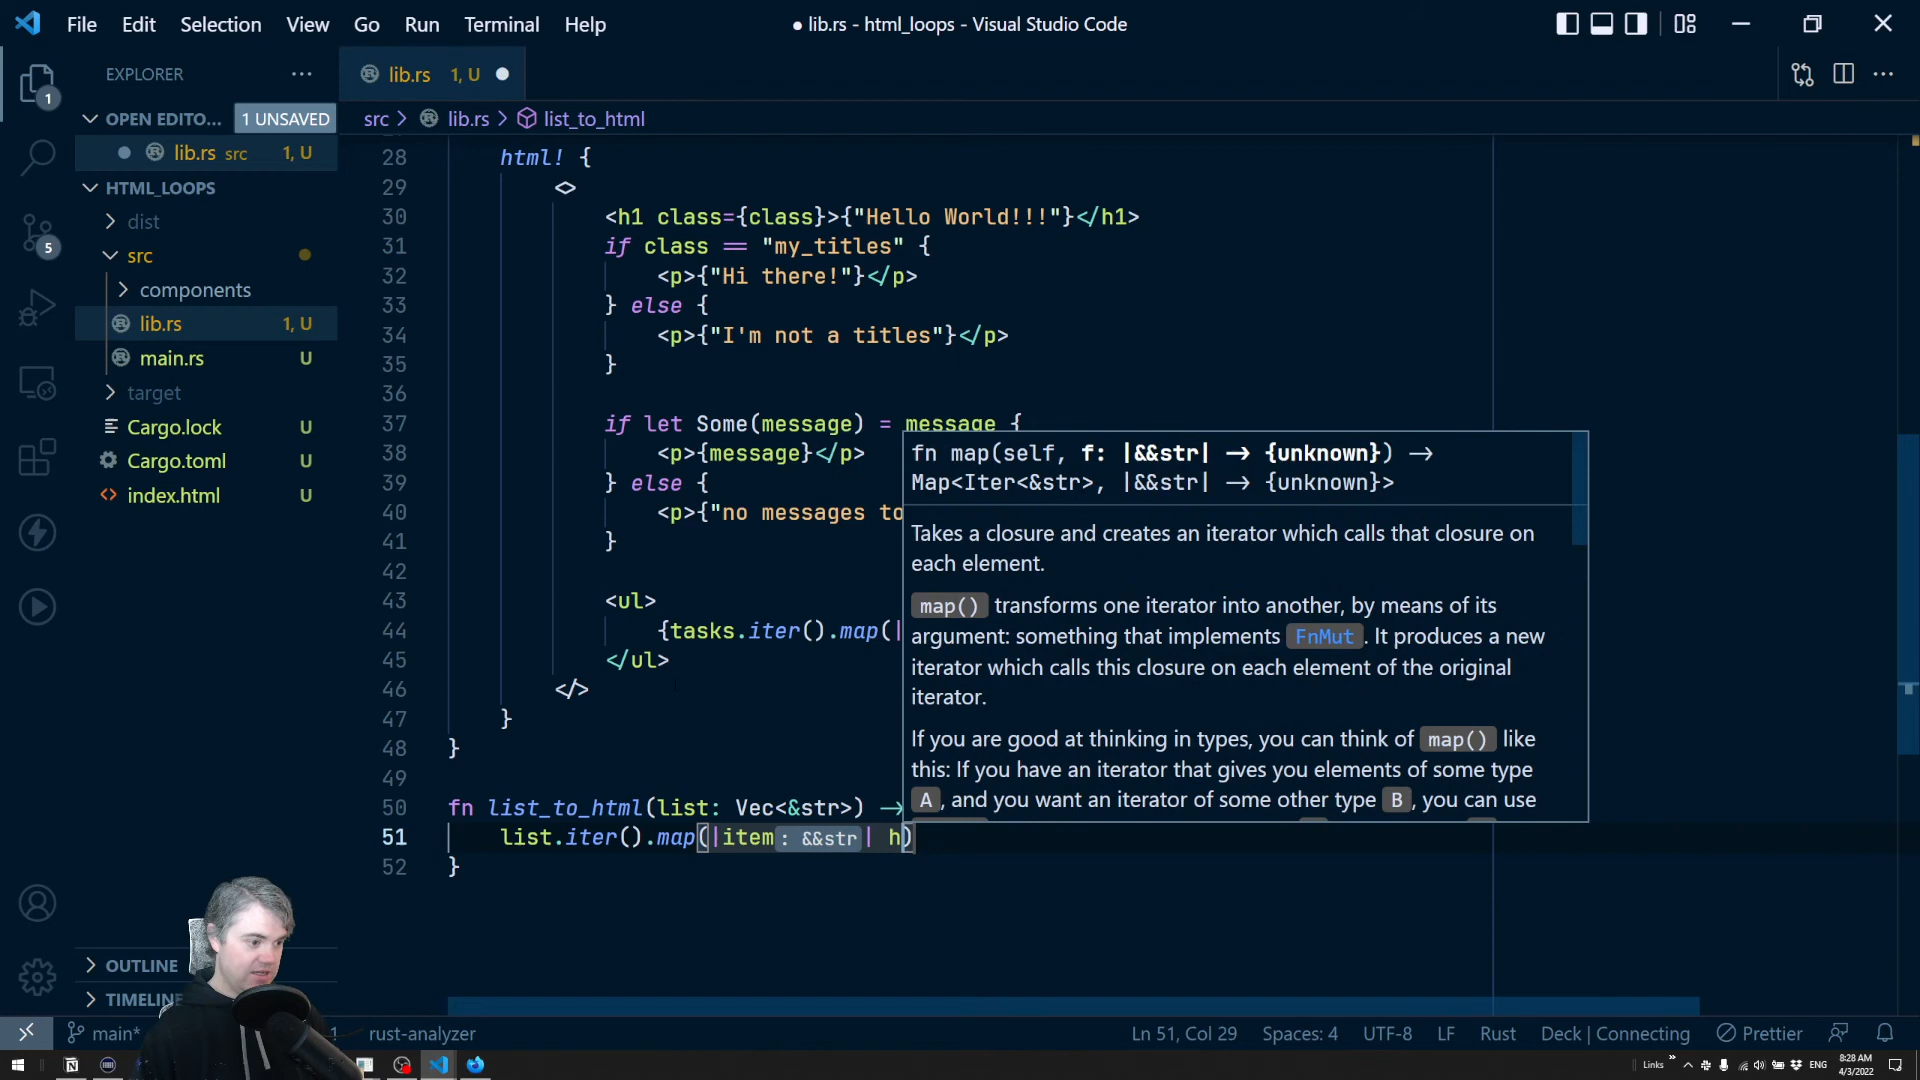 File Edit Selection View Go Run Terminal Help
● lib.rs - html_loops - Visual Studio Code
EXPLORER
lib.rs 1, U
OPEN EDITO... 1 UNSAVED
src > lib.rs > list_to_html
lib.rs src 1, U
HTML_LOOPS
dist
src
components
lib.rs 1, U
main.rs U
target
Cargo.lock U
Cargo.toml U
index.html U
OUTLINE
TIMELINE
1
5
28 html! {
29 <>
30 <h1 class={class}>{"Hello World!!!"}</h1>
31 if class == "my_titles" {
32 <p>{"Hi there!"}</p>
33 } else {
34 <p>{"I'm not a titles"}</p>
35 }
36
37 if let Some(message) = message {
38 <p>{message}</p>
39 } else {
40 <p>{"no messages to
41 }
42
43 <ul>
44 {tasks.iter().map(|
45 </ul>
46 </>
47 }
48 }
49
50 fn list_to_html(list: Vec<&str>) ->
51 list.iter().map(|item: &&str| h)
52 }
fn map(self, f: |&&str| -> {unknown}) ->
Map<Iter<&str>, |&&str| -> {unknown}>
Takes a closure and creates an iterator which calls that closure on
each element.
map() transforms one iterator into another, by means of its
argument: something that implements FnMut. It produces a new
iterator which calls this closure on each element of the original
iterator.
If you are good at thinking in types, you can think of map() like
this: If you have an iterator that gives you elements of some type
A, and you want an iterator of some other type B, you can use
main* 1 rust-analyzer
Ln 51, Col 29 Spaces: 4 UTF-8 LF Rust Deck | Connecting Prettier
Links ENG 8:28 AM
4/3/2022